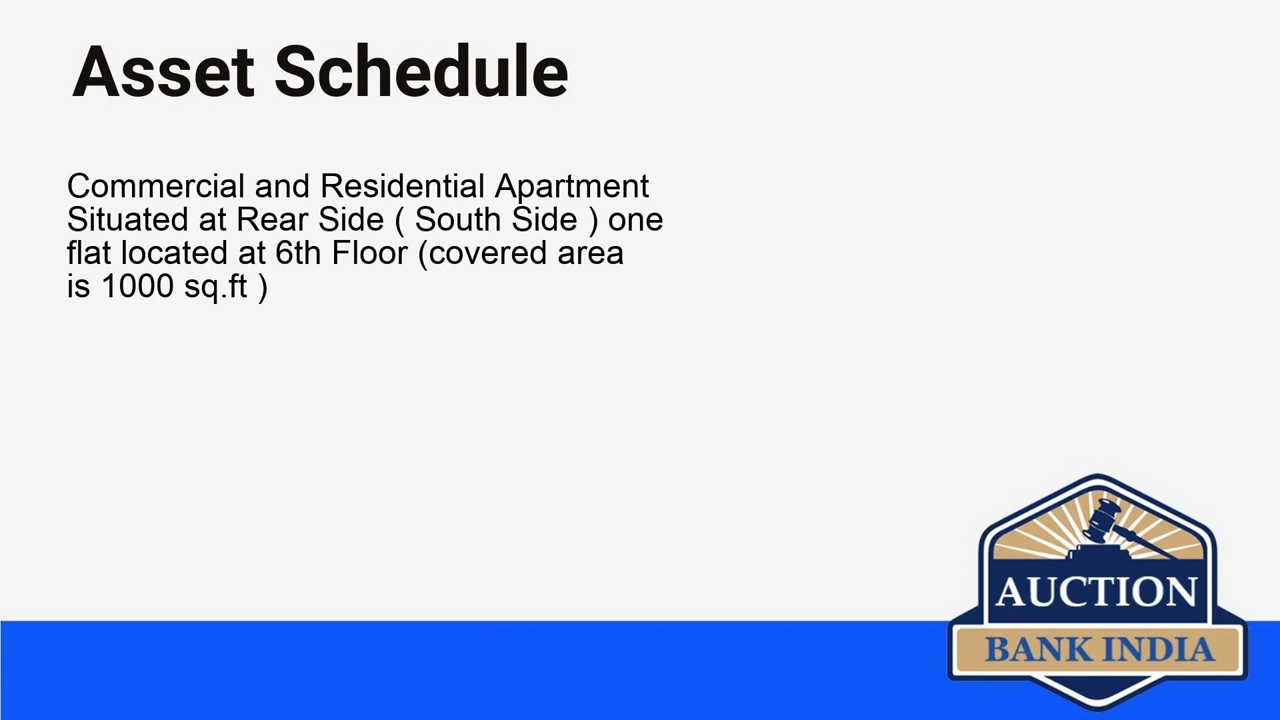 Asset Schedule
Commercial and Residential Apartment
Situated at Rear Side ( South Side ) one
flat located at 6th Floor (covered area
is 1000 sq.ft )
AUCTION
BANK INDIA